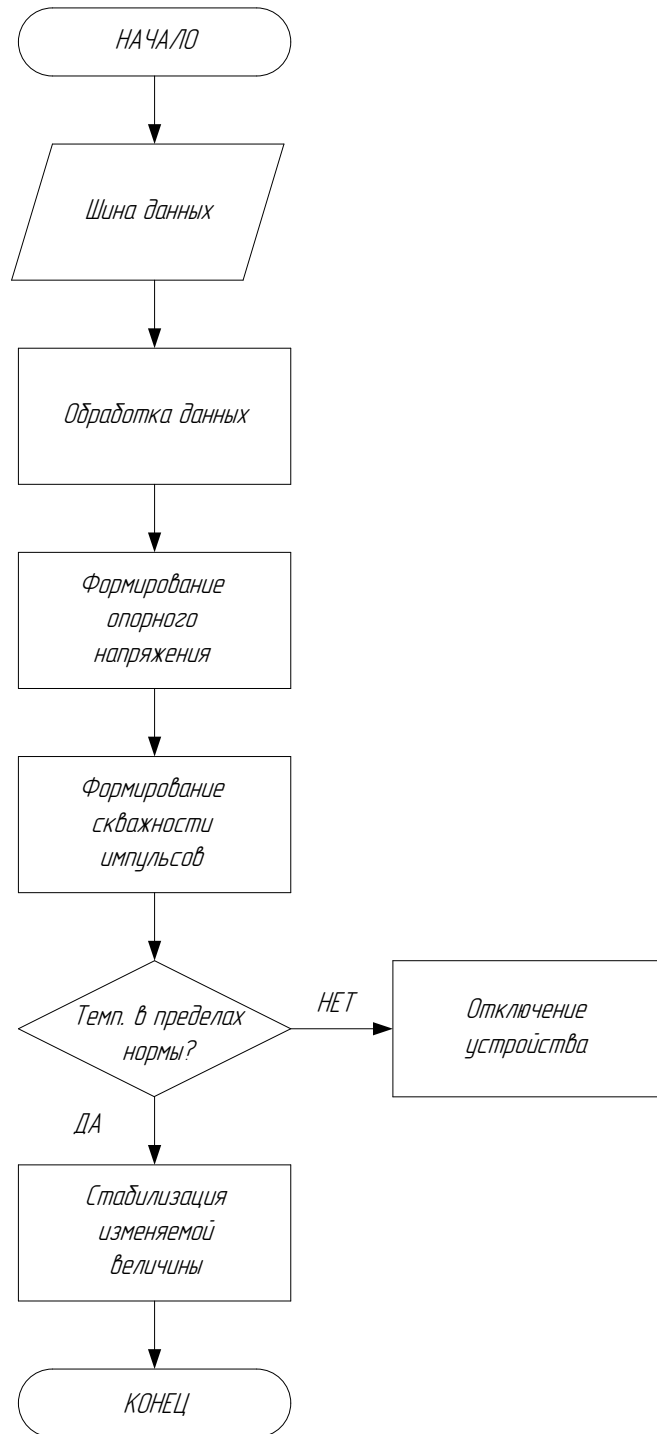 НАЧАЛО
Шина данных
Обработка данных
Формирование
опорного
напряжения
Формирование
скважности
импульсов
Темп. в пределах
нормы?
НЕТ
Отключение
устройства
ДА
Стабилизация
изменяемой
величины
КОНЕЦ